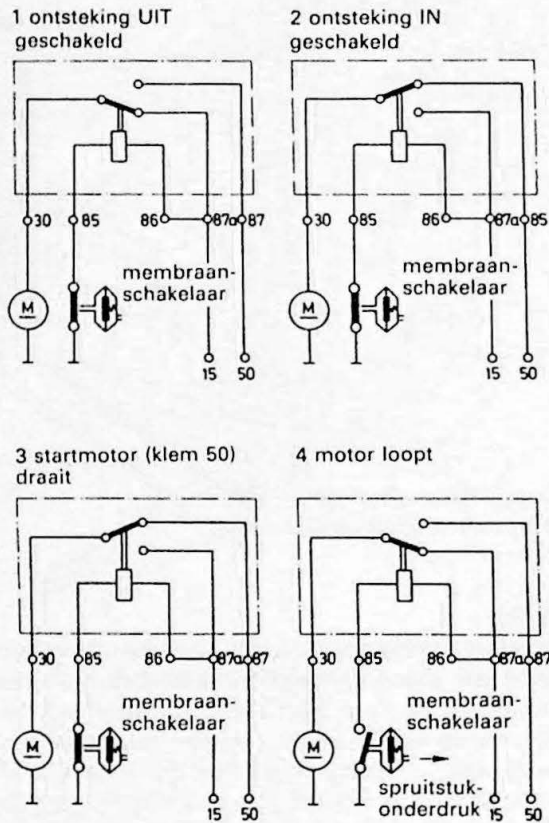 1 ontsteking UIT
geschakeld
30 85 86 87a 87
membraan-
schakelaar
M
15 50
2 ontsteking IN
geschakeld
30 85 86 87a 85
membraan-
schakelaar
M
15 50
3 startmotor (klem 50)
draait
30 85 86 87a 87
membraan-
schakelaar
M
15 50
4 motor loopt
30 85 86 87a 87
membraan-
schakelaar
M
spruitstuk-
onderdruk
15 50